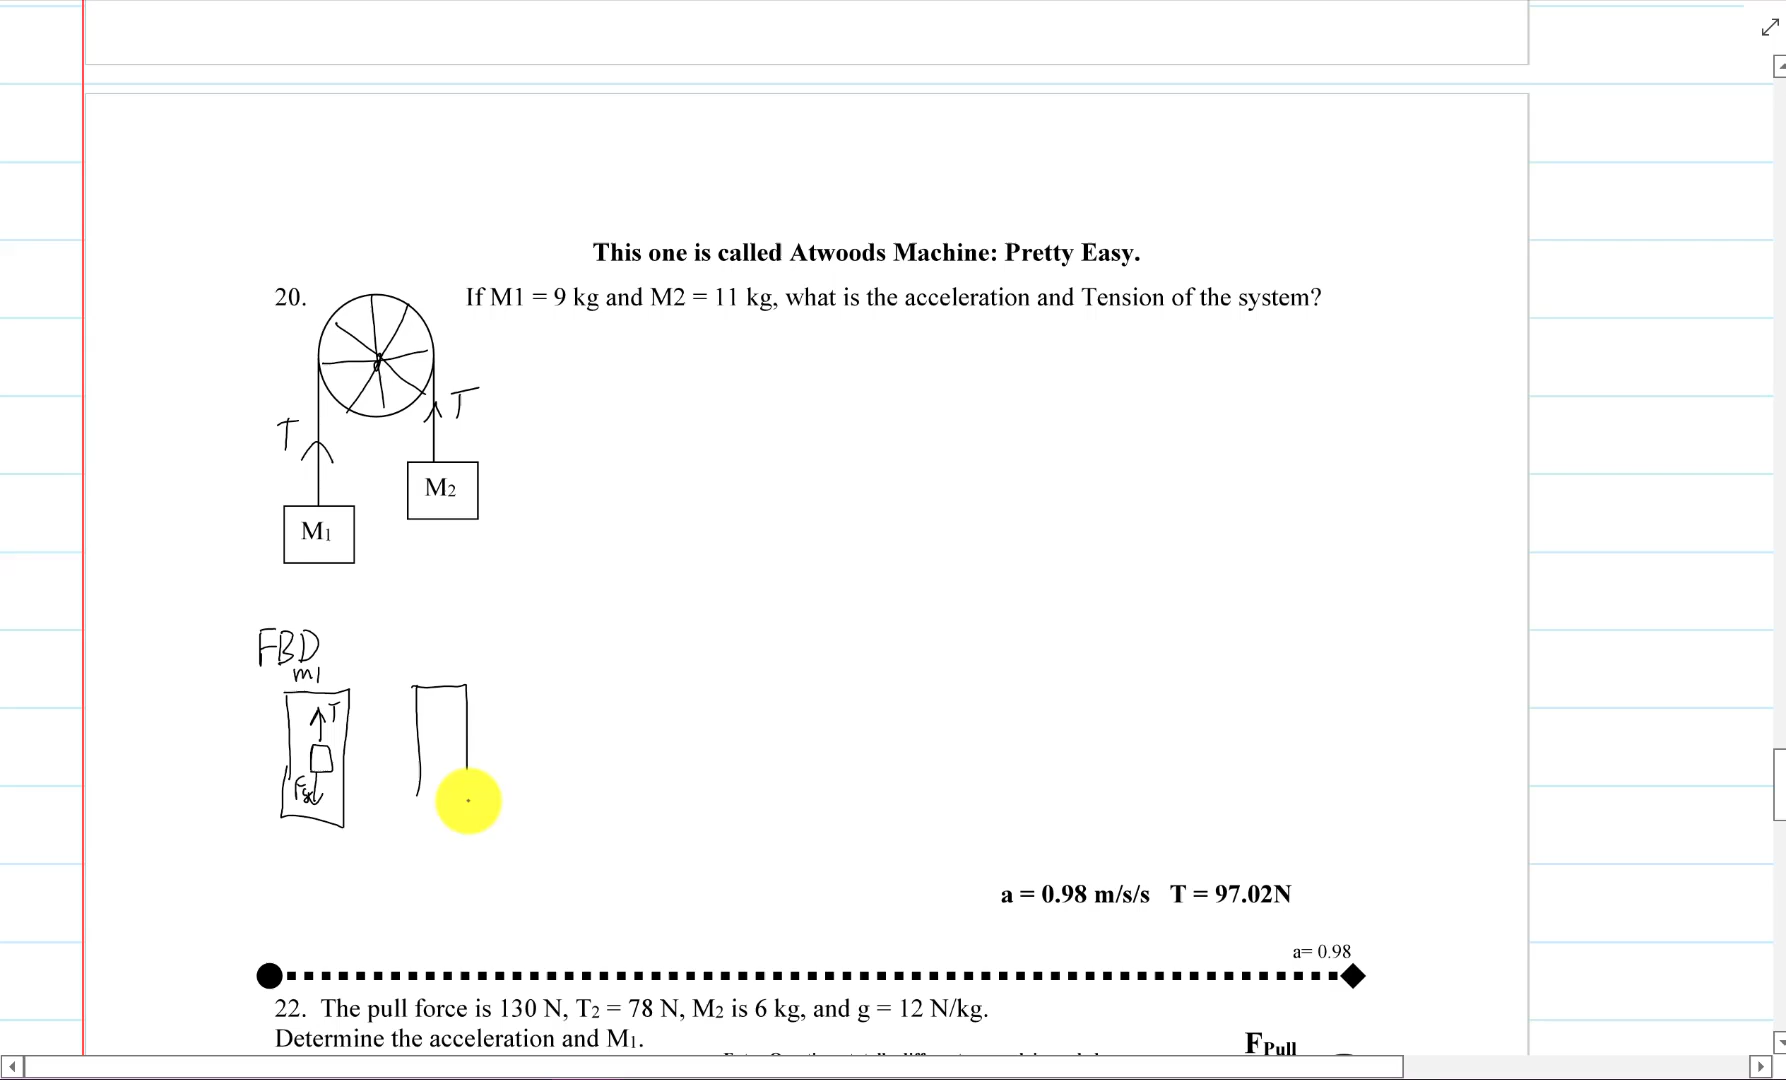 This one is called Atwoods Machine: Pretty Easy.
20. If M1 = 9 kg and M2 = 11 kg, what is the acceleration and Tension of the system?
T
T
M2
M1
FBD
m1
T
Fg
a = 0.98 m/s/s T = 97.02N
a= 0.98
22. The pull force is 130 N, T2 = 78 N, M2 is 6 kg, and g = 12 N/kg.
Determine the acceleration and M1.
FPull